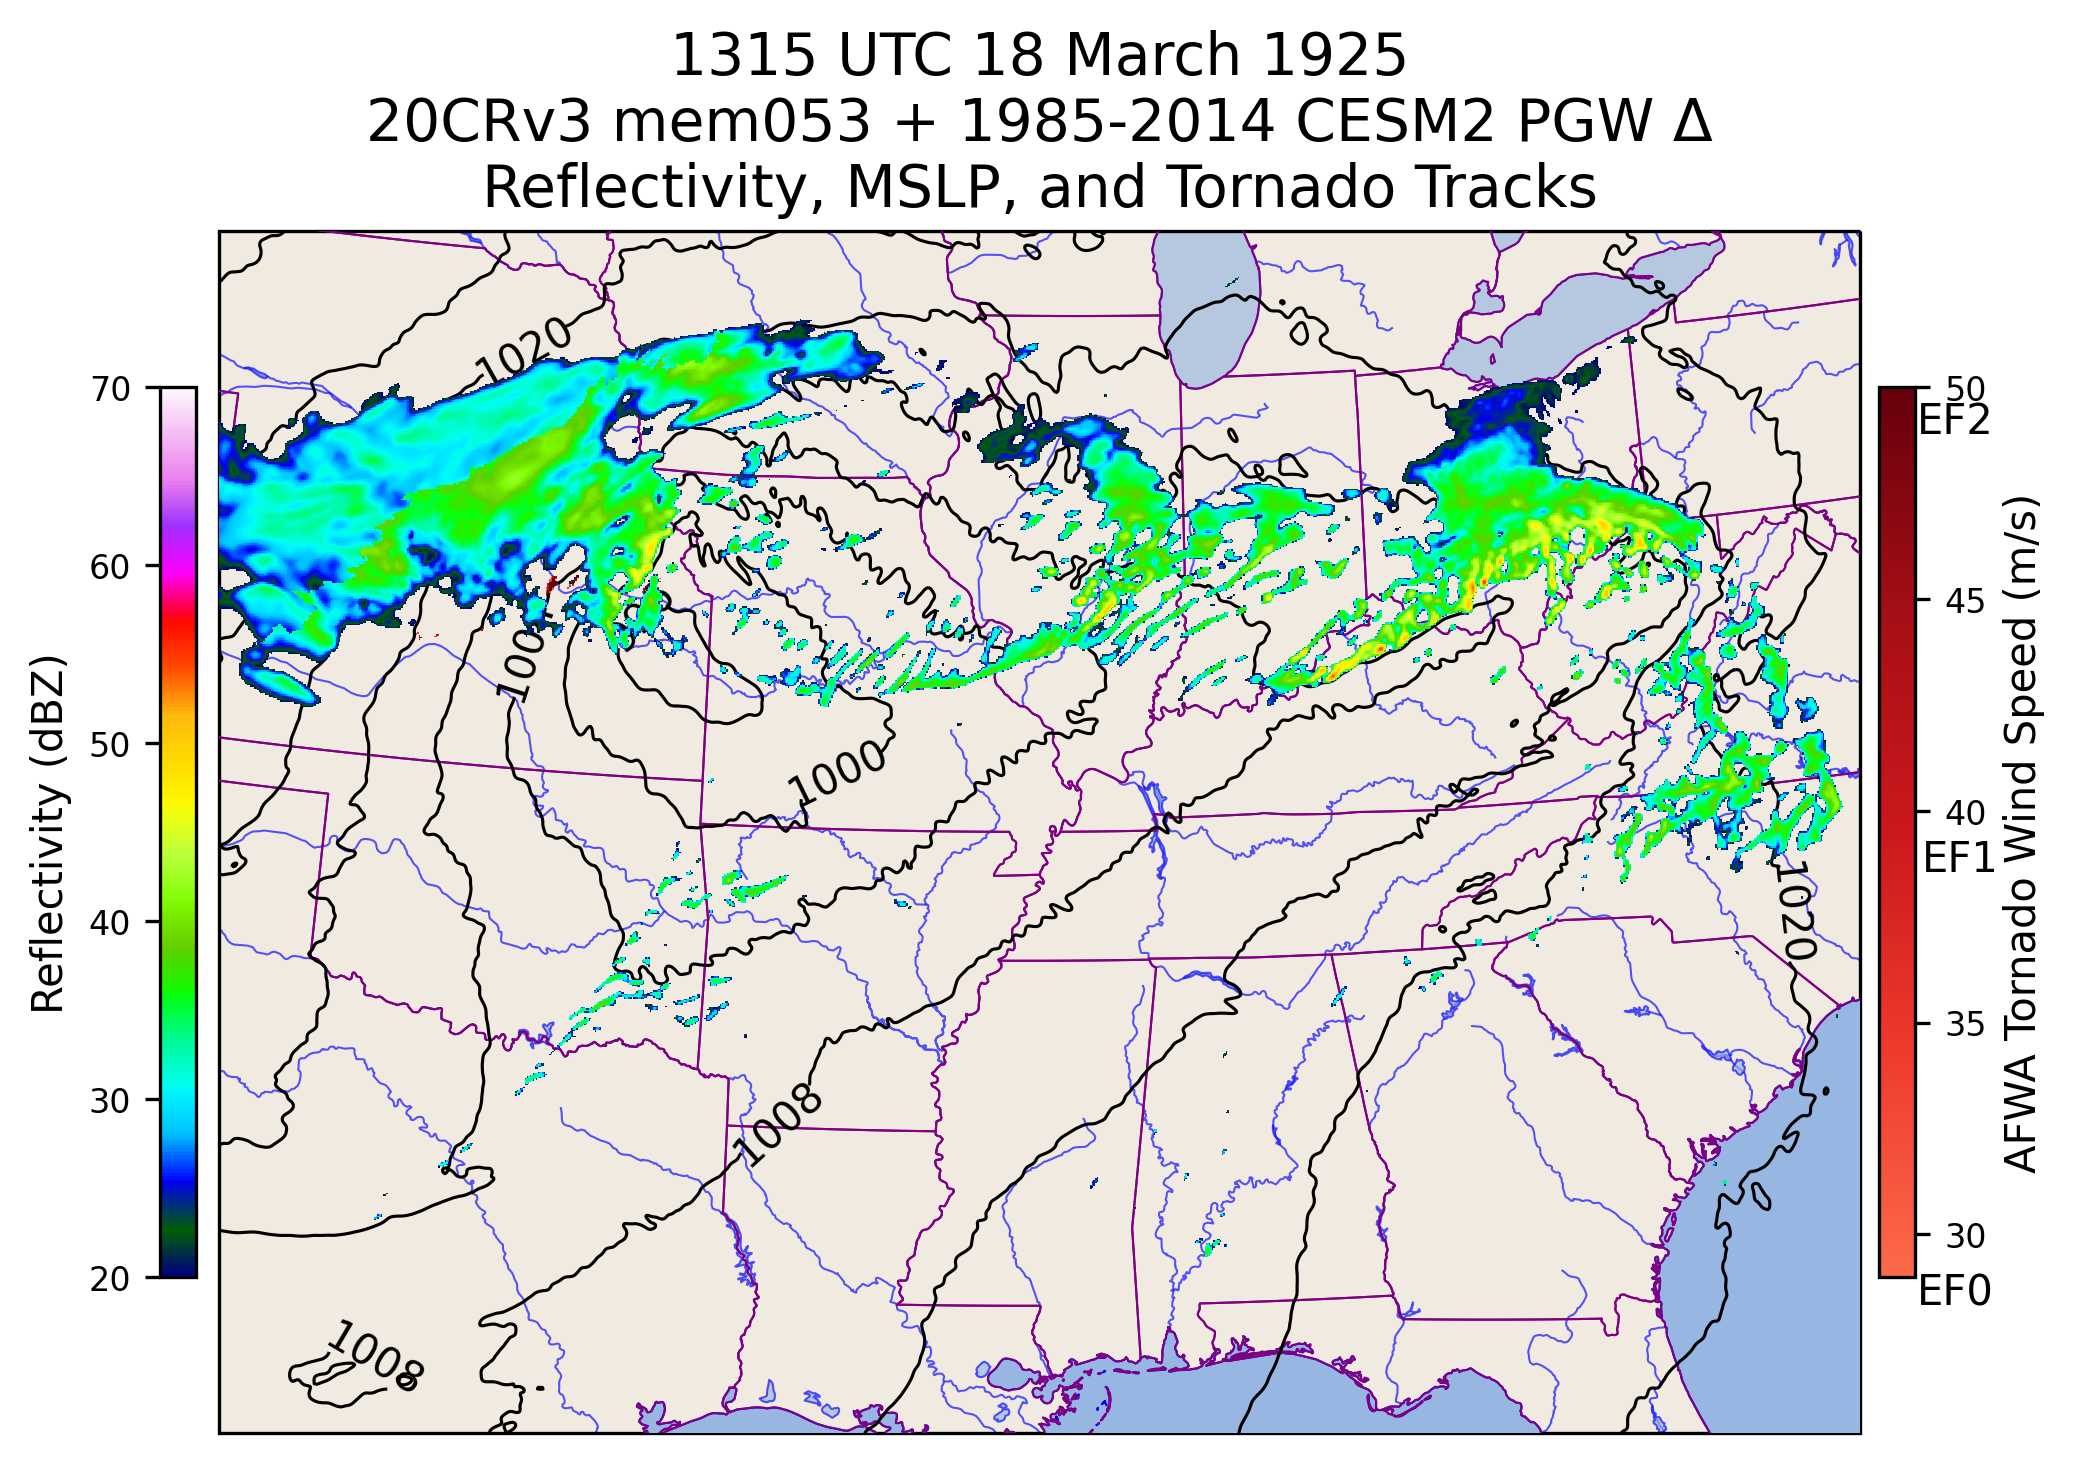 1315 UTC 18 March 1925
20CRv3 mem053 + 1985-2014 CESM2 PGW Δ
Reflectivity, MSLP, and Tornado Tracks
70
60
50
40
30
20
Reflectivity (dBZ)
1020
1000
1000
1020
1008
1008
50
EF2
45
40
EF1
35
30
EF0
AFWA Tornado Wind Speed (m/s)